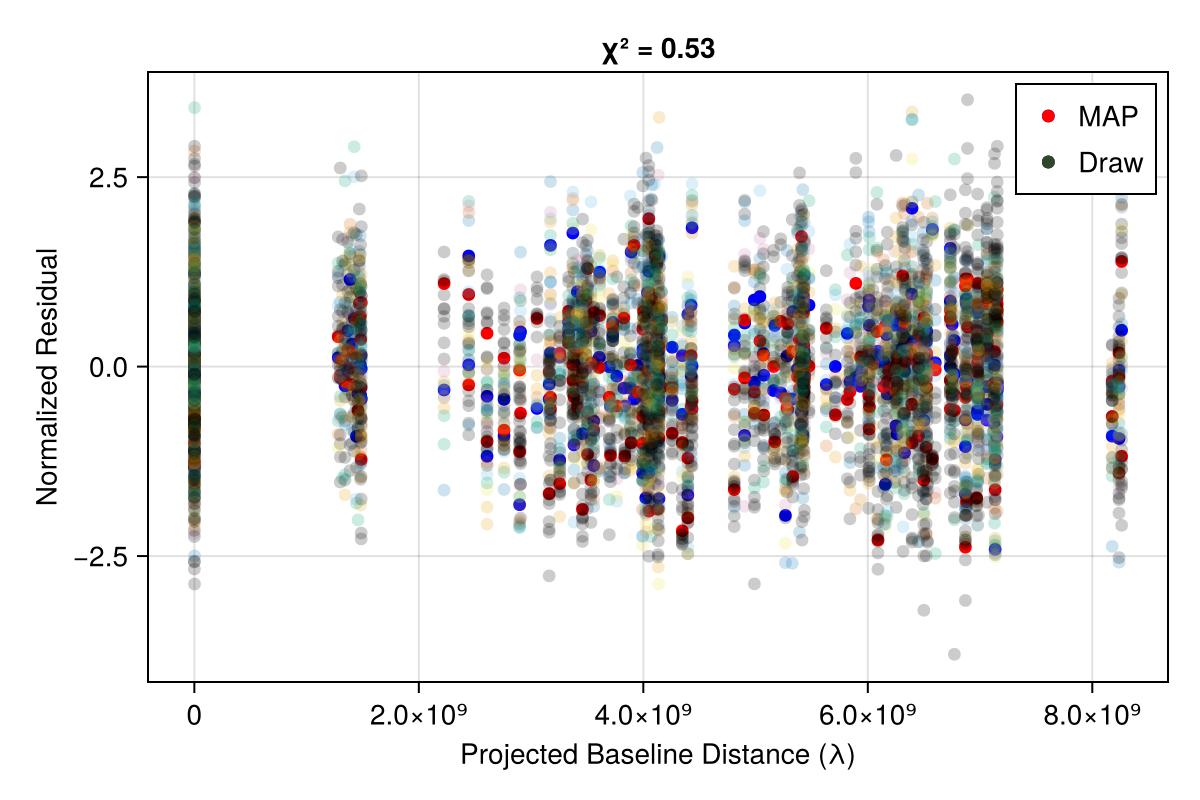 χ² = 0.53
MAP
Draw
2.5
0.0
−2.5
Normalized Residual
0
2.0×10⁹
4.0×10⁹
6.0×10⁹
8.0×10⁹
Projected Baseline Distance (λ)